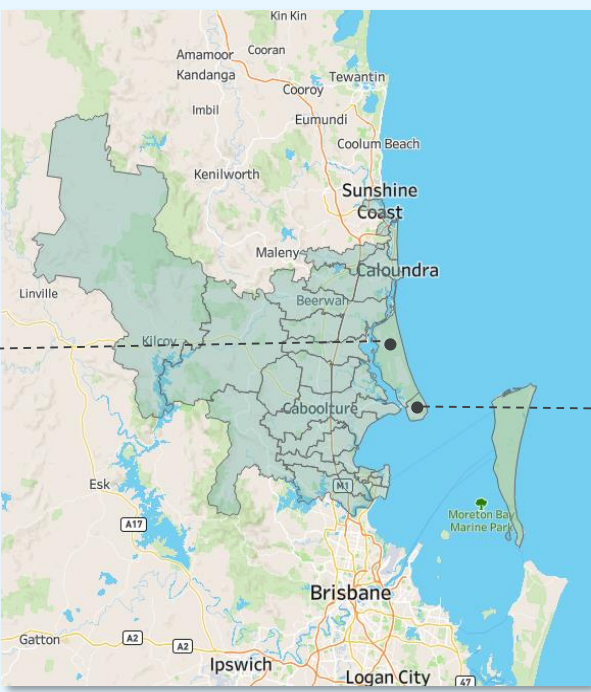 Kin Kin
Amamoor
Cooran
Kandanga
Tewantin
Cooroy
Imbil
Eumundi
Coolum Beach
Kenilworth
Sunshine
Coast
Maleny
Caloundra
Linville
Beerwah
Kilcoy
Caboolture
Esk
M1
A17
Moreton Bay
Marine Park
Brisbane
Gatton
A2
A2
Ipswich
Logan City
47